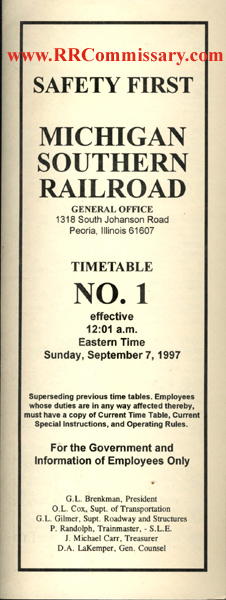 www.RRCommissary.com
SAFETY FIRST
MICHIGAN
SOUTHERN
RAILROAD
GENERAL OFFICE
1318 South Johanson Road
Peoria, Illinois 61607
TIMETABLE
NO. 1
effective
12:01 a.m.
Eastern Time
Sunday, September 7, 1997
Superseding previous time tables. Employees
whose duties are in any way affected thereby,
must have a copy of Current Time Table, Current
Special Instructions, and Operating Rules.
For the Government and
Information of Employees Only
G.L. Brenkman, President
O.L. Cox, Supt. of Transportation
G.L. Gilmer, Supt. Roadway and Structures
P. Randolph, Trainmaster, - S.L.E.
J. Michael Carr, Treasurer
D.A. LaKemper, Gen. Counsel